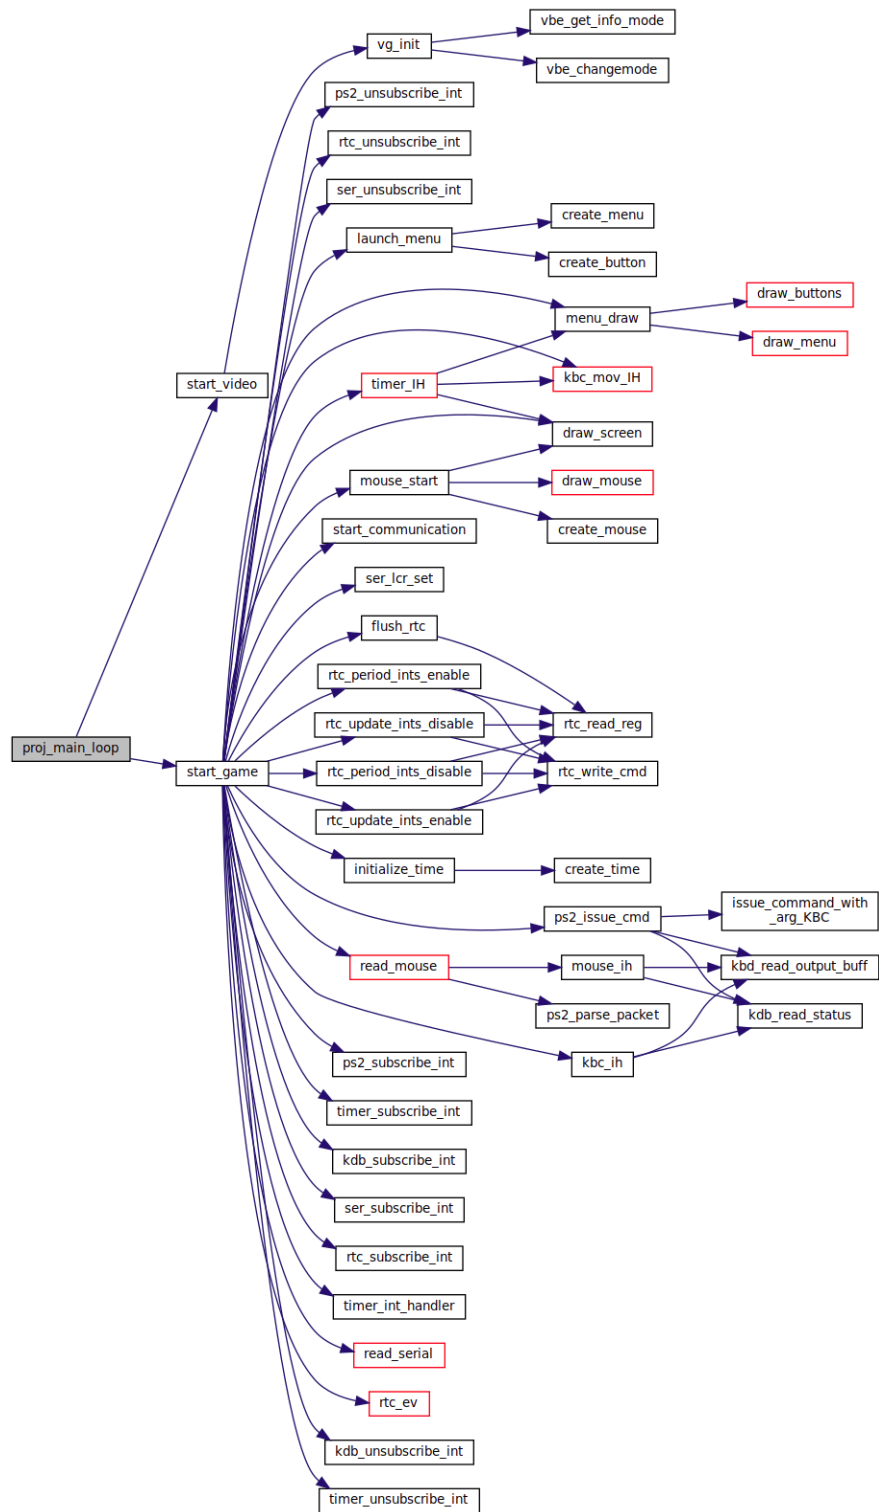 vbe_get_info_mode
vg_init
vbe_changemode
ps2_unsubscribe_int
rtc_unsubscribe_int
ser_unsubscribe_int
create_menu
launch_menu
create_button
draw_buttons
menu_draw
draw_menu
start_video
timer_IH
kbc_mov_IH
draw_screen
mouse_start
draw_mouse
start_communication
create_mouse
ser_lcr_set
flush_rtc
rtc_period_ints_enable
rtc_update_ints_disable
rtc_read_reg
proj_main_loop
start_game
rtc_period_ints_disable
rtc_write_cmd
rtc_update_ints_enable
initialize_time
create_time
ps2_issue_cmd
issue_command_with
_arg_KBC
read_mouse
mouse_ih
kbd_read_output_buff
ps2_parse_packet
kdb_read_status
ps2_subscribe_int
kbc_ih
timer_subscribe_int
kdb_subscribe_int
ser_subscribe_int
rtc_subscribe_int
timer_int_handler
read_serial
rtc_ev
kdb_unsubscribe_int
timer_unsubscribe_int